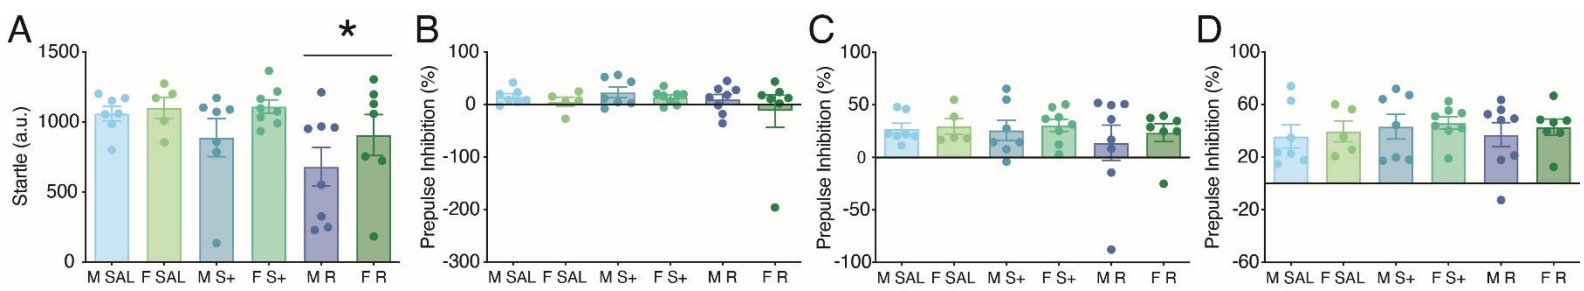 A
*
Startle (a.u.)
1500
1000
500
0
M SAL F SAL M S+ F S+ M R F R
B
Prepulse Inhibition (%)
100
0
-100
-200
-300
M SAL F SAL M S+ F S+ M R F R
C
Prepulse Inhibition (%)
100
50
0
-50
-100
M SAL F SAL M S+ F S+ M R F R
D
Prepulse Inhibition (%)
100
60
20
-20
-60
M SAL F SAL M S+ F S+ M R F R